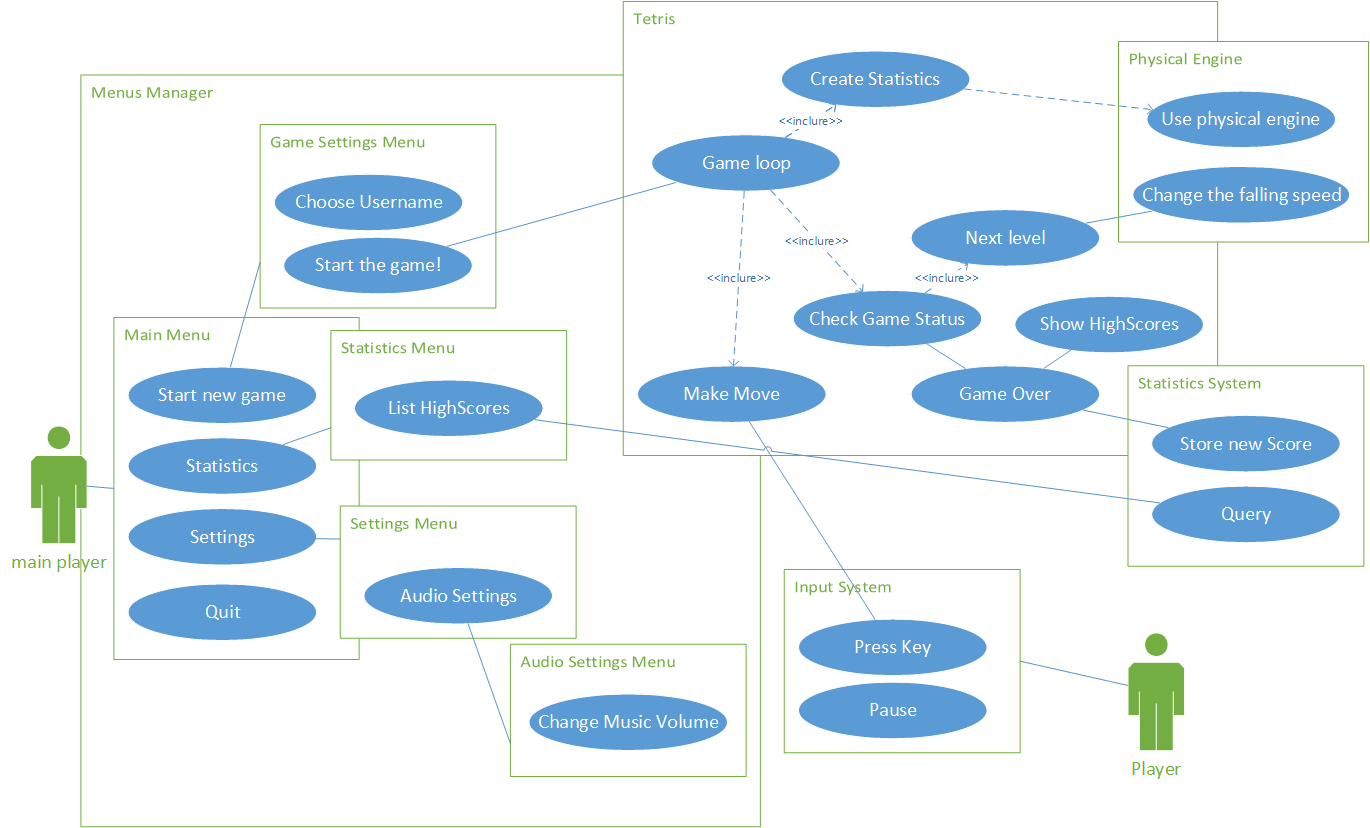 Tetris
Physical Engine
Create Statistics
Menus Manager
Use physical engine
<<inclure>>
Game Settings Menu
Game loop
Choose Username
Change the falling speed
<<inclure>>
Next level
Start the game!
<<inclure>>
<<inclure>>
Check Game Status
Show HighScores
Main Menu
Statistics Menu
Statistics System
Start new game
List HighScores
Make Move
Game Over
Store new Score
Statistics
Query
Settings Menu
Settings
main player
Audio Settings
Input System
Quit
Press Key
Audio Settings Menu
Pause
Change Music Volume
Player